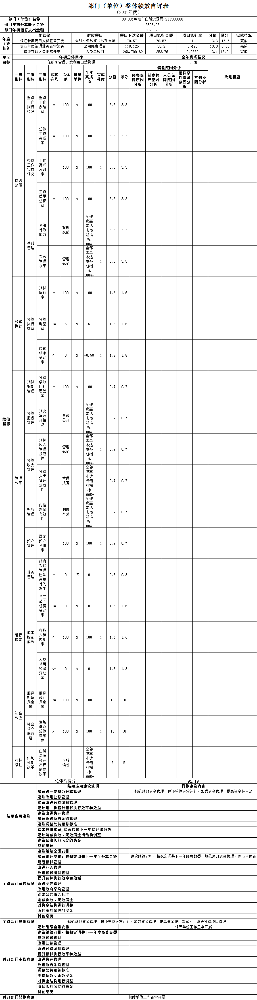 部门（单位）整体绩效自评表
（2021年度）
部门（单位）名称 307001朝阳市自然资源局-211300000
部门年初预算收入金额 3898.95
部门年初预算支出金额 3898.95
年度主要任务 工作名称 对应项目 项目下达金额 项目执行金额 项目执行率 分值 得分 完成情况
保证长期聘用人员正常开支 长期人员薪资（含社保缴 70.57 70.57 1 13.3 13.3 完成
保证单位各项业务正常运转 公用经费项目 118.125 50.2 0.425 13.3 5.65 完成
保证在职人员正常开支 人员类项目 1268.700182 1253.76 0.9882 13.4 13.24 完成
年度目标 年初总体目标 全年完成情况
保护和合理开发利用自然资源 完成
绩效指标 一级指标 二级指标 三级指标 运算符号 指标值 度量单位 全年完成值 完成程度 分值 得分 偏差原因分析 改进措施
经费保障原因分析 制度保障原因分析 人员保障原因分析 硬件条件保障原因分析 其他原因分析
履职效能 重点工作履行情况 重点工作办结率 = 100 % 100 1 3.3 3.3
整体工作完成情况 总体工作完成率 = 100 % 100 1 3.3 3.3
工作完成及时率 = 100 % 100 1 3.3 3.3
工作质量达标率 = 100 % 100 1 3.3 3.3
基础管理 依法行政能力 管理规范 全部或基本达成预期指标100%- 1 3.3 3.3
综合管理水平 管理规范 全部或基本达成预期指标100%- 1 3.5 3.5
预算执行 预算执行效率 预算执行率 = 100 % 100 1 1.6 1.6
预算调整率 <= 5 % 5 1 1.6 1.6
结转结余变动率 <= 0 % -0.58 1 1.8 1.8
管理效率 预算编制管理 预算绩效目标覆盖率 = 100 % 100 1 0.7 0.7
预算监督管理 预决算公开情况 全部公开 全部或基本达成预期指标100%- 1 0.7 0.7
预算收支管理 预算收入管理规范性 管理规范 全部或基本达成预期指标100%- 1 0.7 0.7
预算支出管理规范性 管理规范 全部或基本达成预期指标100%- 1 0.7 0.7
财务管理 内控制度有效性 制度有效 全部或基本达成预期指标100%- 1 0.7 0.7
资产管理 固定资产利用率 = 100 % 100 1 0.7 0.7
业务管理 政府采购管理违法违规行为发生 = 0 次 0 1 0.8 0.8
运行成本 成本控制成效 “三公”经费变动率 <= 0 % 0 1 1.6 1.6
在职人员控制率 <= 100 % 100 1 1.6 1.6
人均公用经费变动率 <= 0 % 0 1 1.8 1.8
社会效应 服务对象满意度 服务部门满意度 >= 100 % 100 1 10 10
社会公众满意度 当地群众总体满意度 >= 100 % 100 1 10 10
可持续性 体制机制改革 自然资源资产产权制度改革 可持续性 全部或基本达成预期指标100%- 1 5 5
总评价得分 92.19
结果应用建议 结果应用建议选项 具体建议内容
建议进一步规范预算管理 规范财政资金管理，保证单位正常运行，加强资金管理，提高资金使用效
建议改进业务管理
建议改进预算编制管理
建议进一步提升预算执行效率和效益
建议改进资产管理
建议改进政府采购管理
建议调整公共服务标准
结果应用建议_建议核减下一年度经费数额
建议消减低效、无效资金或结构调整
建议回收长期沉淀的资金
其他建议
主管部门审核意见 建议继续全额安排
建议继续安排，按规定调整下一年度预算金额 建议继续安排，按规定调整下一年经费数额，规范财政资金管理，保证单位正
规范预算管理
改进业务管理
改进预算编制管理
提升预算执行效率和效益
改进资产管理
改进政府采购管理
调整公共服务标准
削减低效、无效资金
对资金结构进行调整
收回长期沉淀的资金
其他意见
主管部门总体意见 规范财政资金管理，保证单位正常运行，加强资金管理，提高资金使用效率，，改进预算项目管理
财政部门审核意见 建议继续全额安排 保障单位工作正常开展
建议继续安排，按规定调整下一年度预算金额
规范预算管理
改进业务管理
改进预算编制管理
提升预算执行效率和效益
改进资产管理
改进政府采购管理
调整公共服务标准
削减低效、无效资金
对资金结构进行调整
收回长期沉淀的资金
其他意见
财政部门总体意见 保障单位工作正常开展